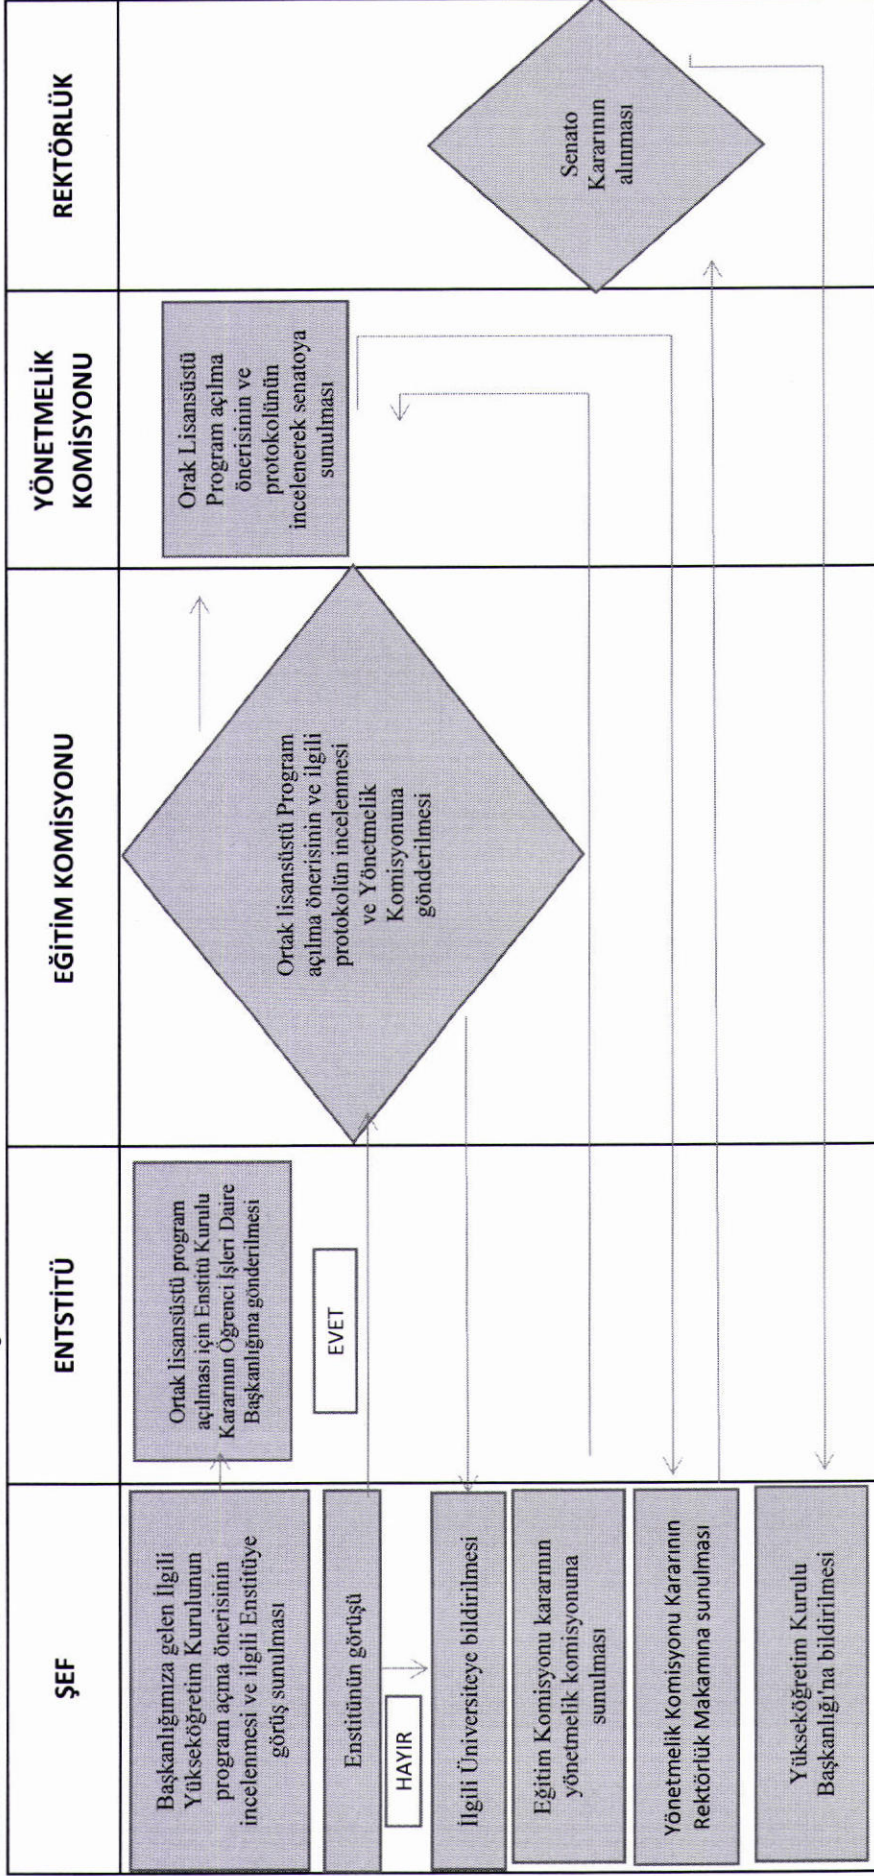 ŞEF
ENTSTİTÜ
EĞİTİM KOMİSYONU
YÖNETMELİK
KOMİSYONU
REKTÖRLÜK
Başkanlığımıza gelen İlgili
Yükseköğretim Kurulunun
program açma önerisinin
incelenmesi ve ilgili Enstitüye
görüş sunulması
Ortak lisansüstü program
açılması için Enstitü Kurulu
Kararının Öğrenci İşleri Daire
Başkanlığına gönderilmesi
Enstitünün görüşü
EVET
HAYIR
Ortak lisansüstü Program
açılma önerisinin ve ilgili
protokolün incelenmesi
ve Yönetmelik
Komisyonuna
gönderilmesi
Orak Lisansüstü
Program açılma
önerisinin ve
protokolünün
incelenerek senatoya
sunulması
İlgili Üniversiteye bildirilmesi
Eğitim Komisyonu kararının
yönetmelik komisyonuna
sunulması
Senato
Kararının
alınması
Yönetmelik Komisyonu Kararının
Rektörlük Makamına sunulması
Yükseköğretim Kurulu
Başkanlığı'na bildirilmesi